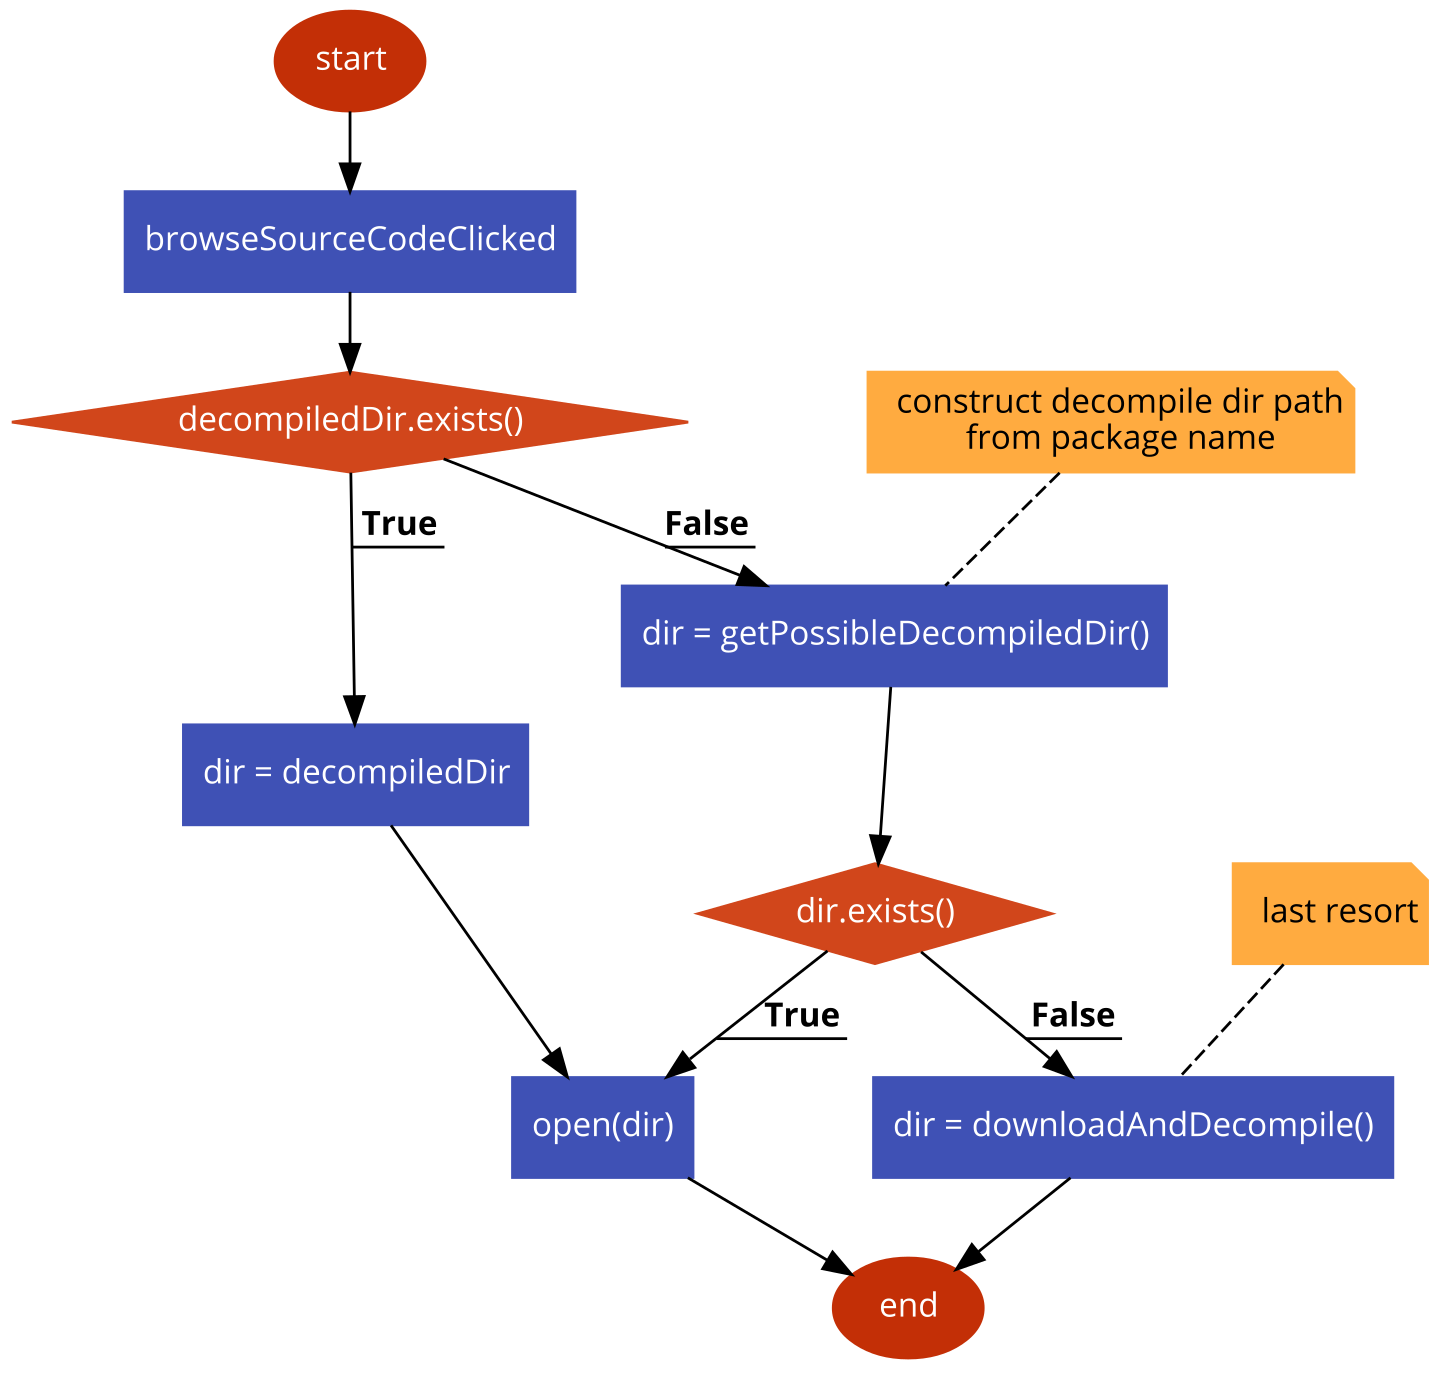 start
browseSourceCodeClicked
decompiledDir.exists()
construct decompile dir path
from package name
True
False
dir = getPossibleDecompiledDir()
dir = decompiledDir
dir.exists()
last resort
True
False
open(dir)
dir = downloadAndDecompile()
end